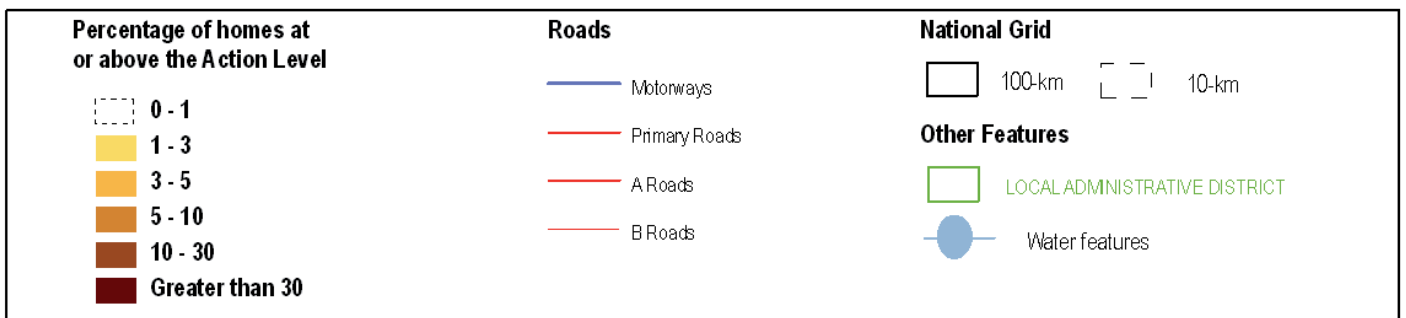 Percentage of homes at
or above the Action Level
0 - 1
1 - 3
3 - 5
5 - 10
10 - 30
Greater than 30
Roads
Motorways
Primary Roads
A Roads
B Roads
National Grid
100-km
10-km
Other Features
LOCAL ADMINISTRATIVE DISTRICT
Water features